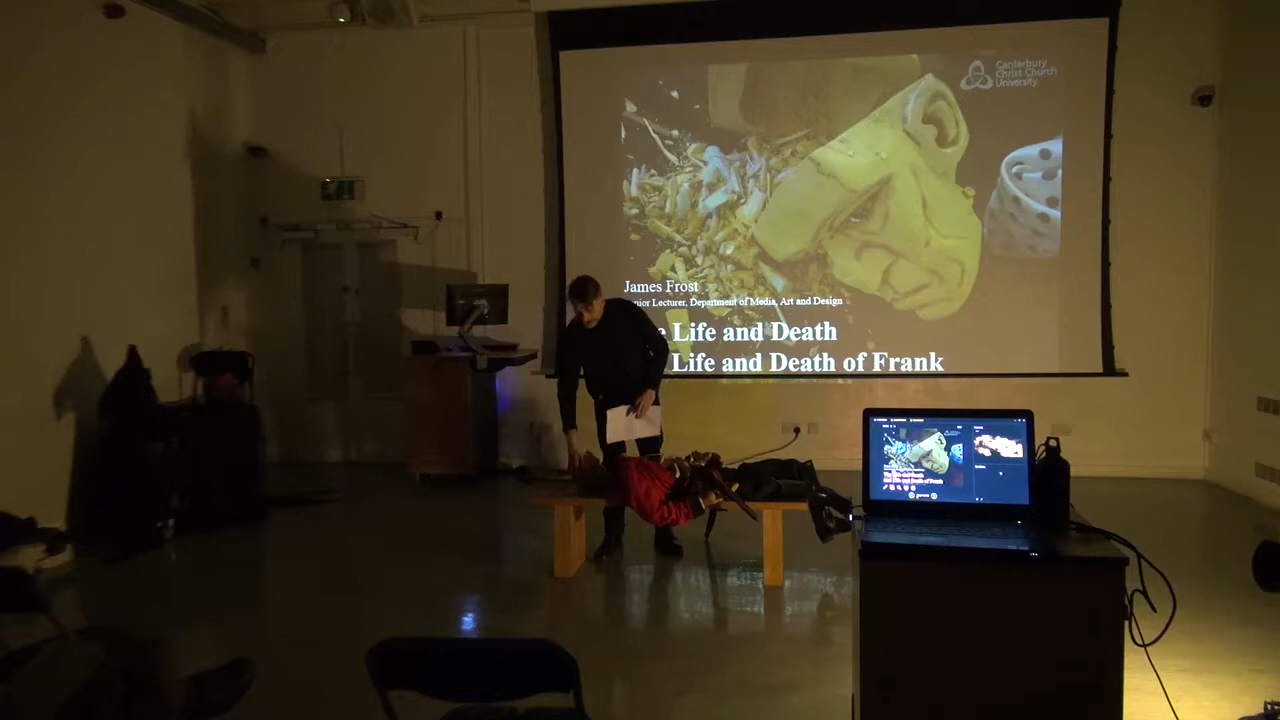 Canterbury
Christ Church
University
James Frost
nior Lecturer, Department of Media, Art and Design
e Life and Death
Life and Death of Frank